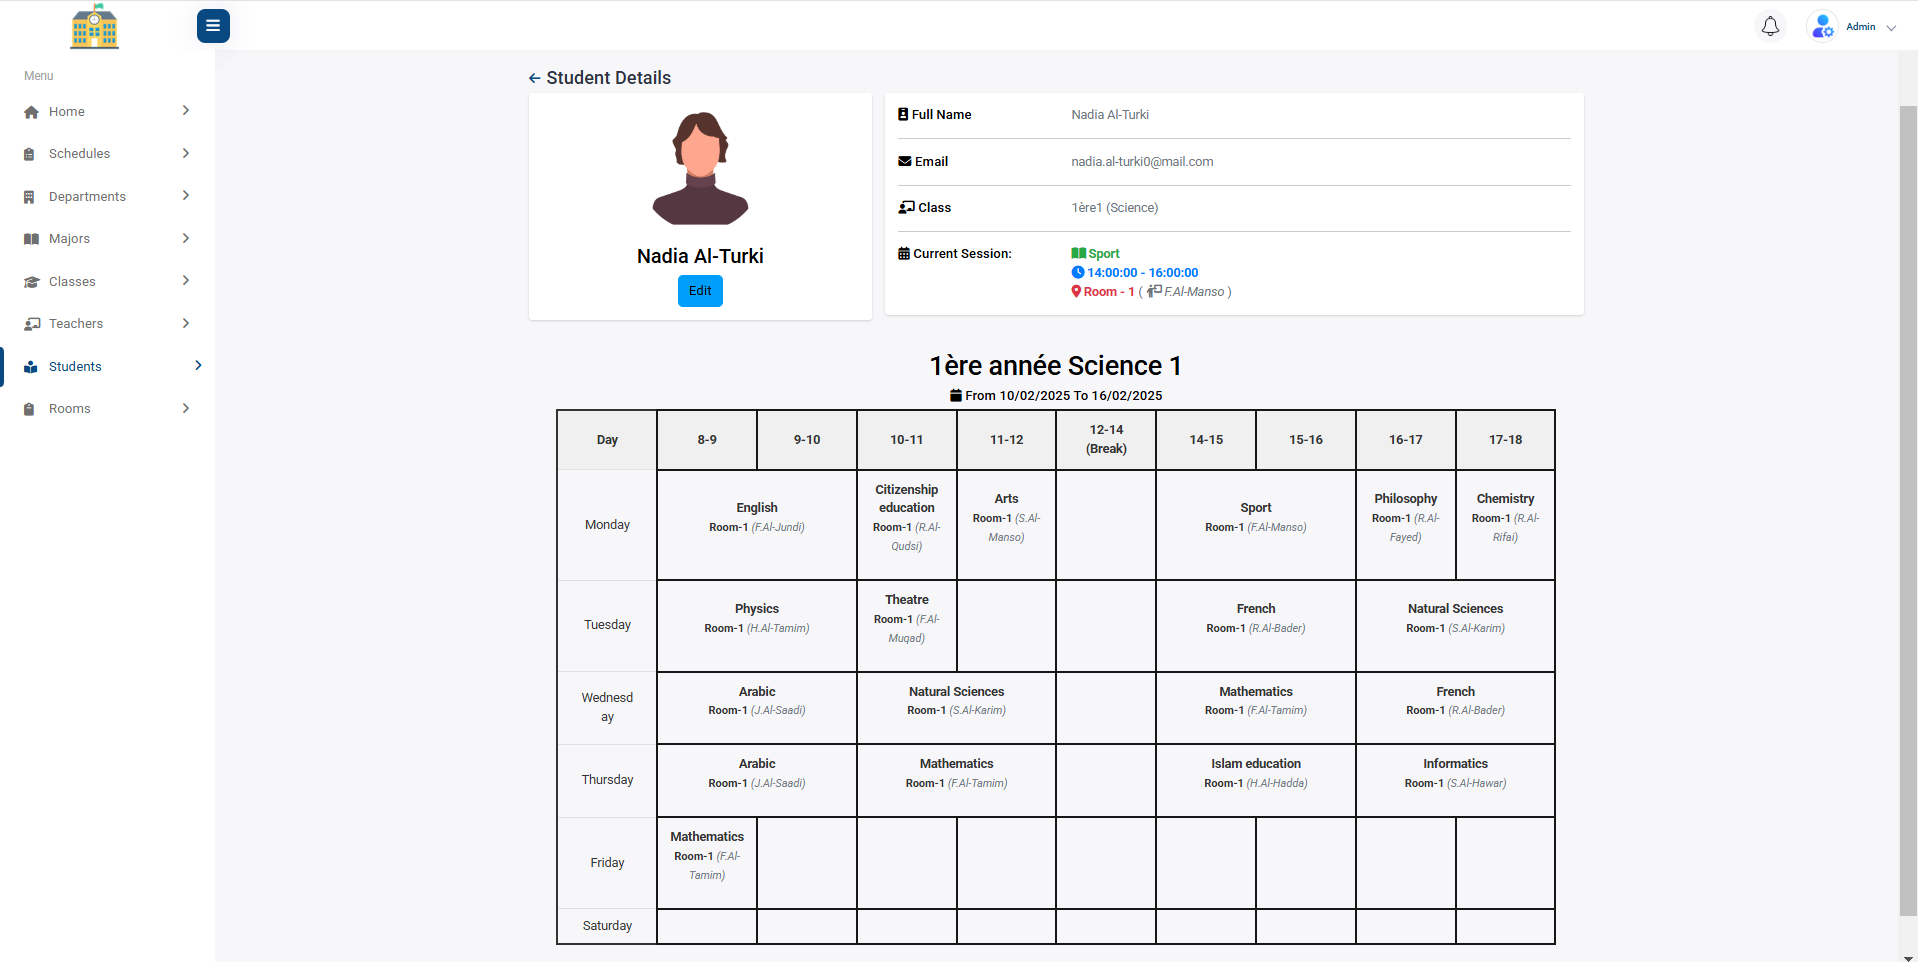 Admin
Menu
Home
Schedules
Departments
Majors
Classes
Teachers
Students
Rooms
Student Details
Nadia Al-Turki
Edit
Full Name Nadia Al-Turki
Email nadia.al-turki0@mail.com
Class 1ère1 (Science)
Current Session: Sport
14:00:00 - 16:00:00
Room - 1 ( F.Al-Manso )
1ère année Science 1
From 10/02/2025 To 16/02/2025
Day 8-9 9-10 10-11 11-12 12-14 14-15 15-16 16-17 17-18
(Break)
Monday
English
Room-1 (F.Al-Jundi)
Citizenship
education
Room-1 (R.Al-
Qudsi)
Arts
Room-1 (S.Al-
Manso)
Sport
Room-1 (F.Al-Manso)
Philosophy
Room-1 (R.Al-
Fayed)
Chemistry
Room-1 (R.Al-
Rifai)
Tuesday
Physics
Room-1 (H.Al-Tamim)
Theatre
Room-1 (F.Al-
Muqad)
French
Room-1 (R.Al-Bader)
Natural Sciences
Room-1 (S.Al-Karim)
Wednesd
ay
Arabic
Room-1 (J.Al-Saadi)
Natural Sciences
Room-1 (S.Al-Karim)
Mathematics
Room-1 (F.Al-Tamim)
French
Room-1 (R.Al-Bader)
Thursday
Arabic
Room-1 (J.Al-Saadi)
Mathematics
Room-1 (F.Al-Tamim)
Islam education
Room-1 (H.Al-Hadda)
Informatics
Room-1 (S.Al-Hawar)
Friday
Mathematics
Room-1 (F.Al-
Tamim)
Saturday